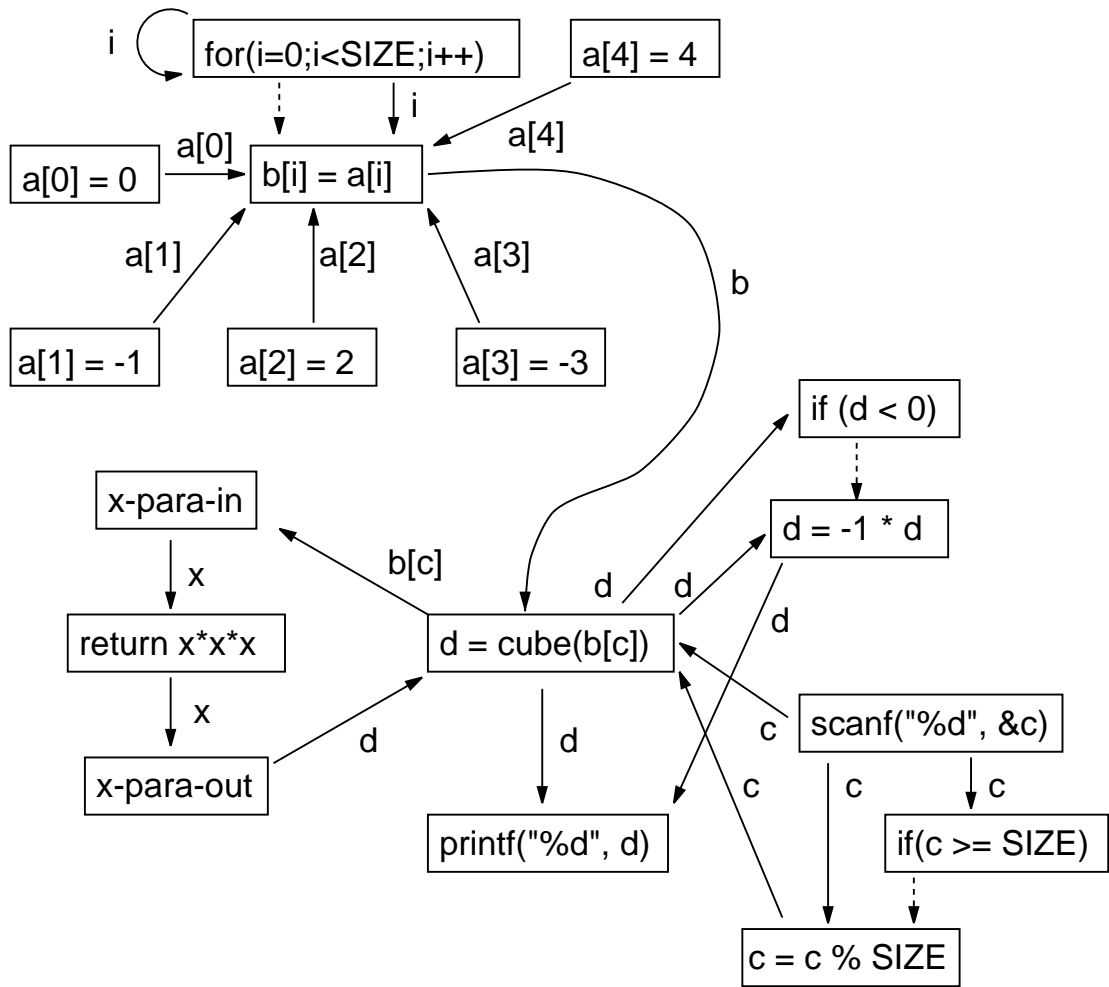 i
for(i=0;i<SIZE;i++)
a[4] = 4
i
a[0]
a[4]
a[0] = 0
b[i] = a[i]
a[1]
a[2]
a[3]
b
a[1] = -1
a[2] = 2
a[3] = -3
if (d < 0)
x-para-in
d = -1 * d
b[c]
x
d
d
d
return x*x*x
d = cube(b[c])
x
d
d
c
scanf("%d", &c)
x-para-out
c
c
c
printf("%d", d)
if(c >= SIZE)
c = c % SIZE